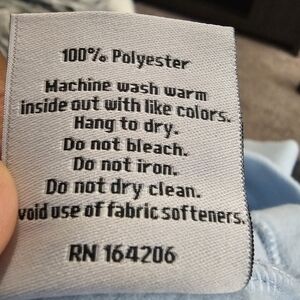 100% Polyester
Machine wash warm
inside out with like colors.
Hang to dry.
Do not bleach.
Do not iron.
Do not dry clean.
void use of fabric softeners.
RN 164206